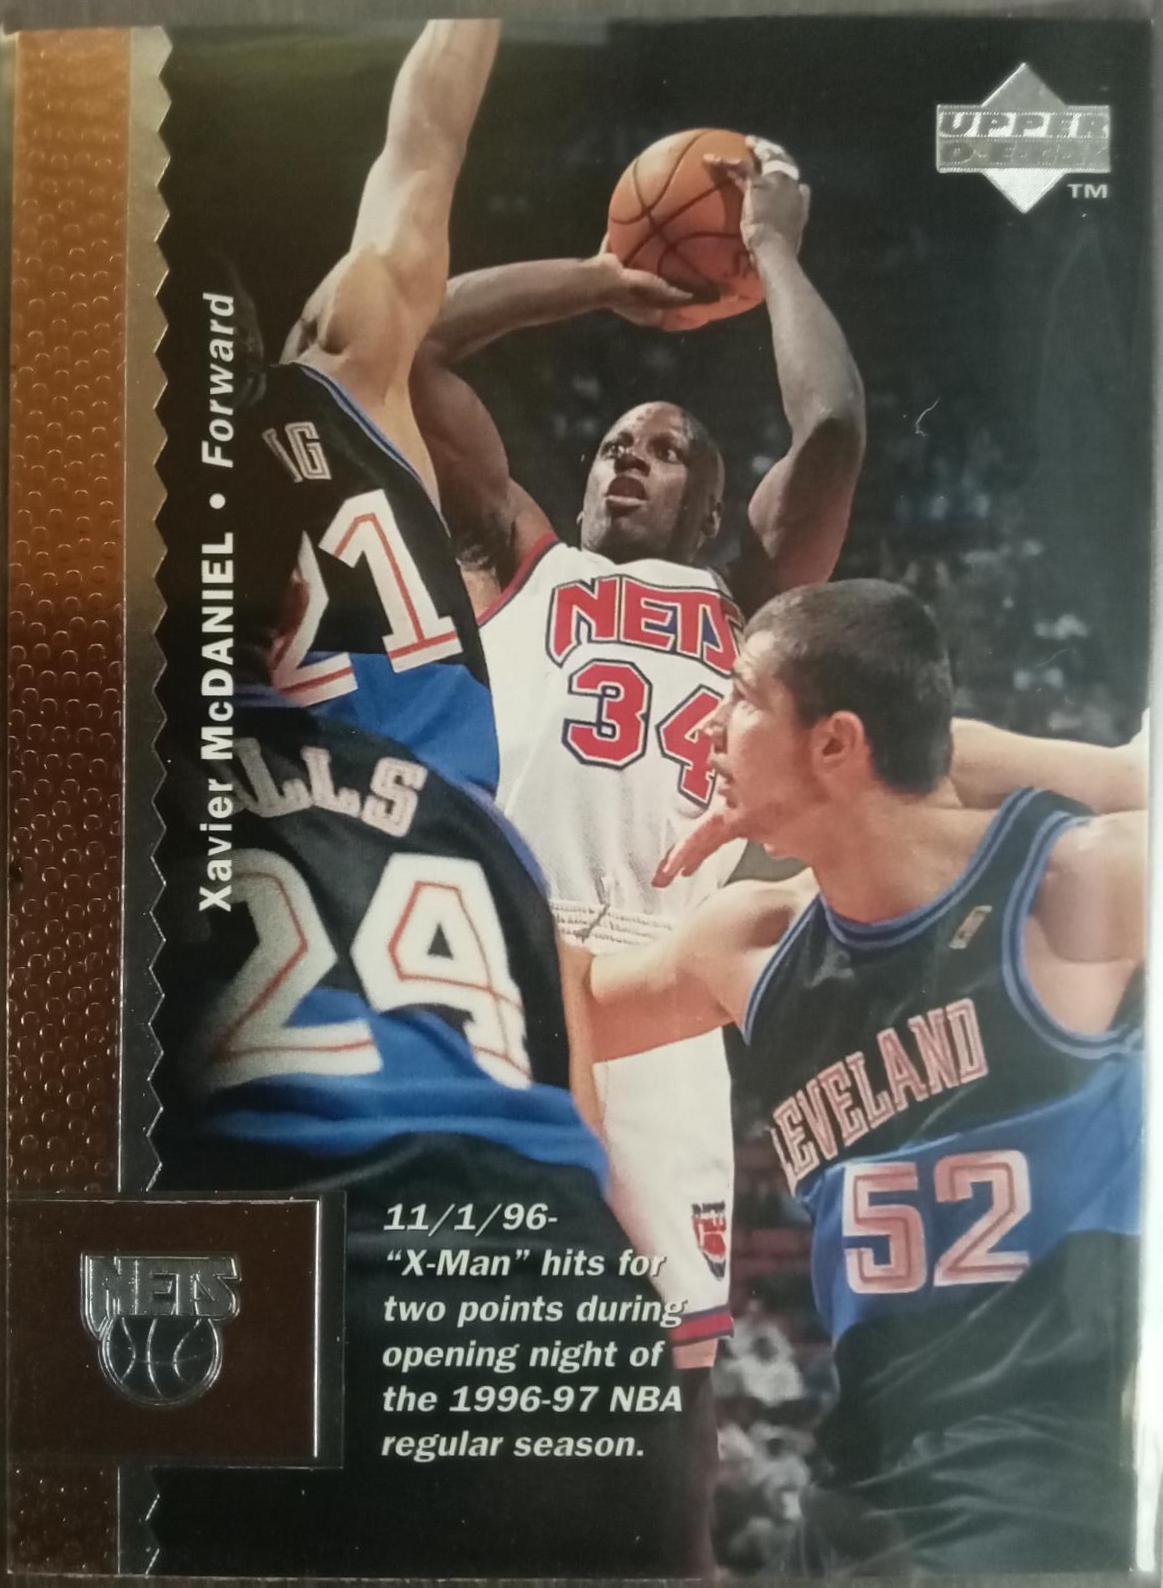 UPPER
DECK
TM
Xavier McDANIEL • Forward
21
NETS
34
24
LEVELAND
52
NETS
11/1/96-
“X-Man” hits for
two points during
opening night of
the 1996-97 NBA
regular season.